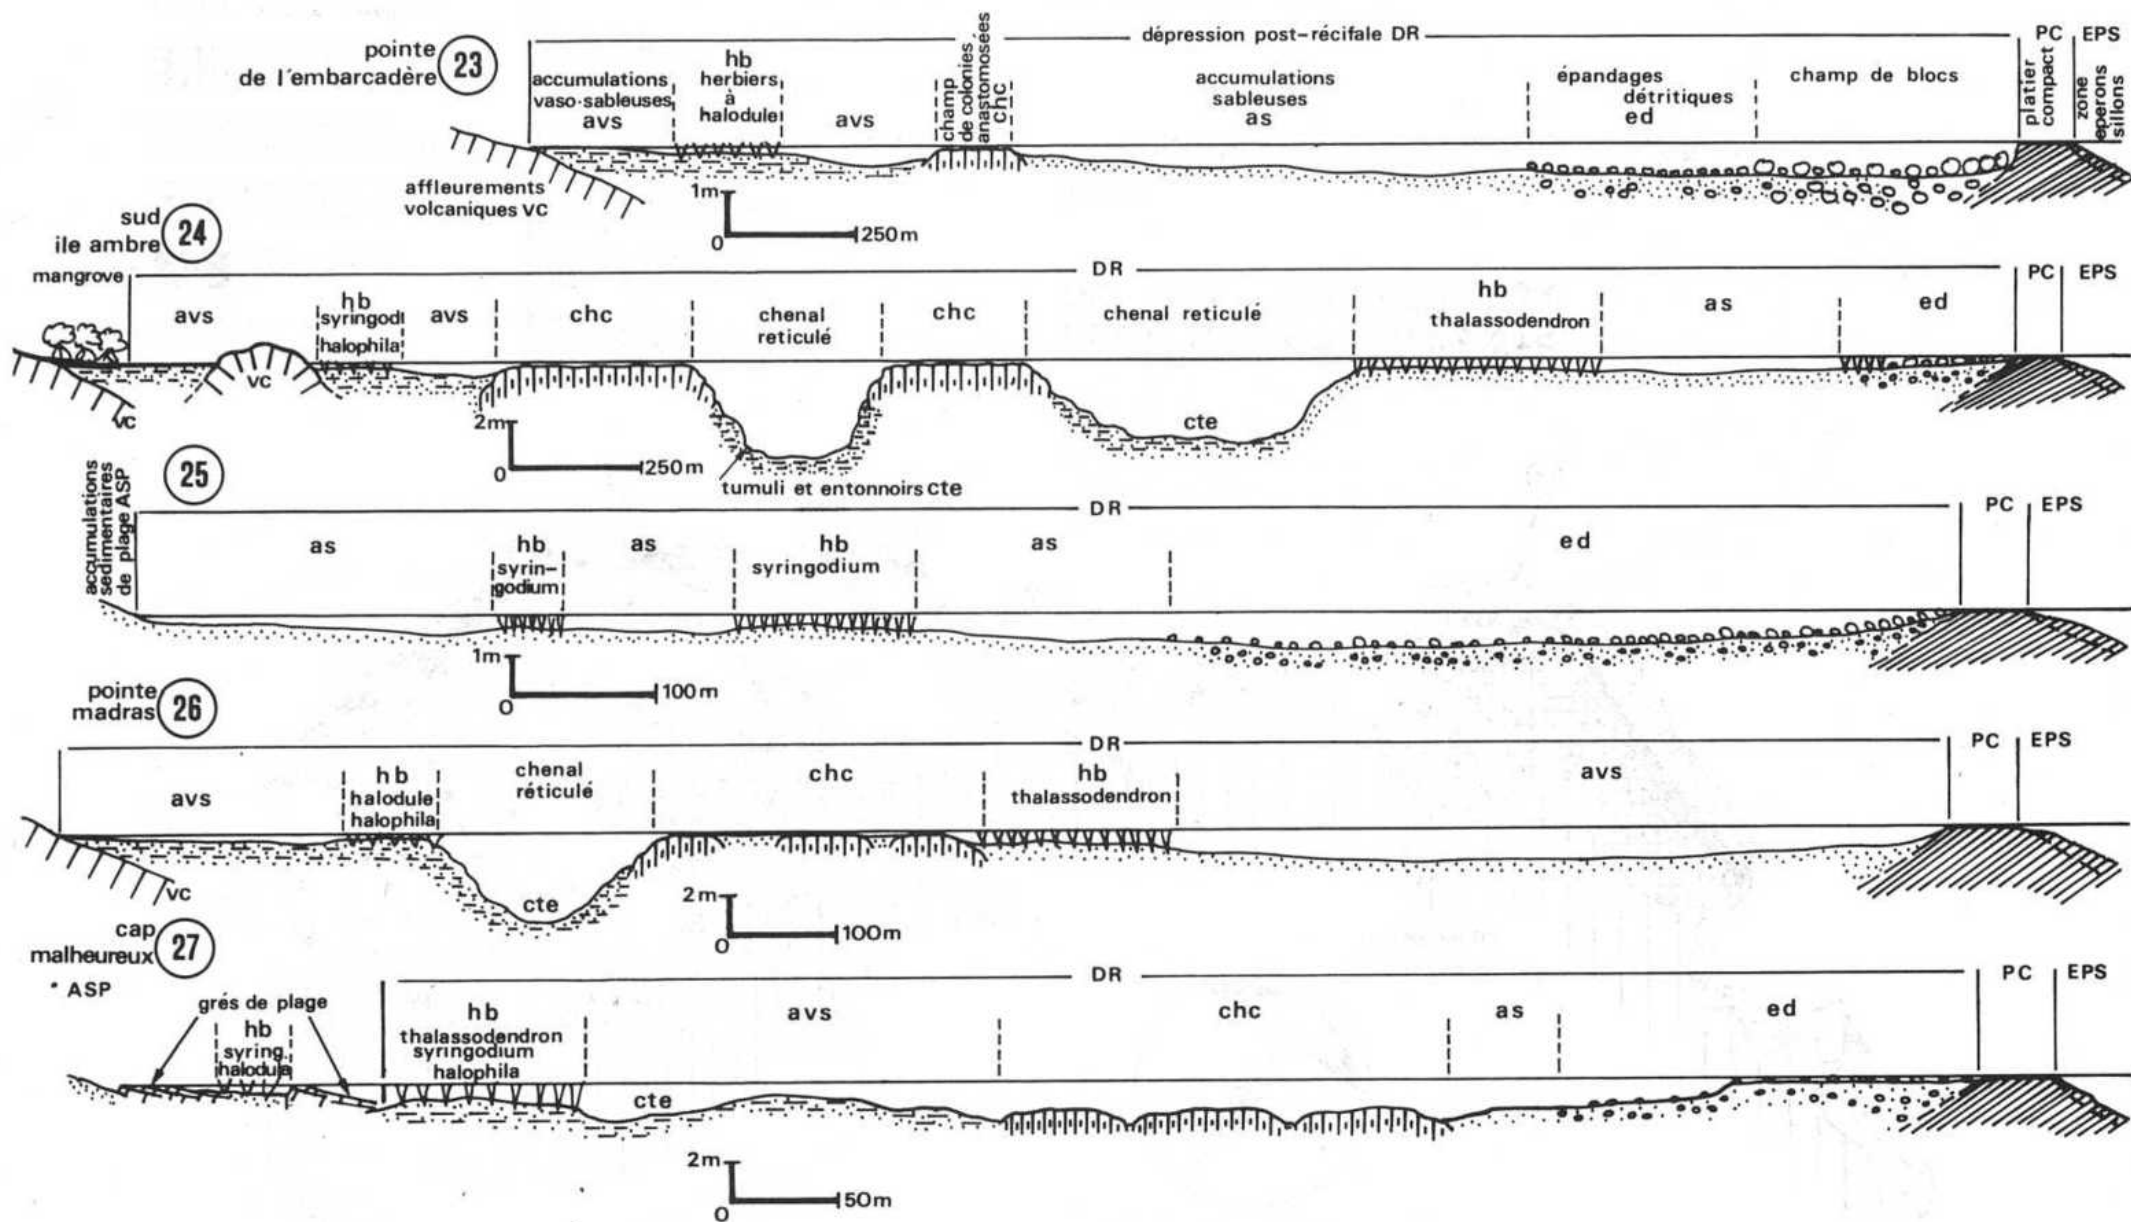 pointe
de l'embarcadère
23
dépression post-récifale DR
PC
EPS
accumulations
vaso-sableuses
avs
hb
herbiers
à
halodule
avs
champ
de colonies
anastomosées
chc
accumulations
sableuses
as
épandages
détritiques
ed
champ de blocs
platier
compact
zone
eperons
sillons
affleurements
volcaniques VC
1m
0
250m
sud
ile ambre
24
mangrove
DR
PC
EPS
avs
hb
syringodi
halophila
avs
chc
chenal
reticulé
chc
chenal reticulé
hb
thalassodendron
as
ed
VC
VC
cte
2m
0
250m
tumuli et entonnoirs cte
25
accumulations
sedimentaires
de plage ASP
DR
PC
EPS
as
hb
syrin-
godium
as
hb
syringodium
as
ed
1m
0
100m
pointe
madras
26
DR
PC
EPS
avs
hb
halodule
halophila
chenal
réticulé
chc
hb
thalassodendron
avs
VC
cte
2m
0
100m
cap
malheureux
27
* ASP
DR
PC
EPS
grés de plage
hb
syring.
halodula
hb
thalassodendron
syringodium
halophila
avs
chc
as
ed
cte
2m
0
50m